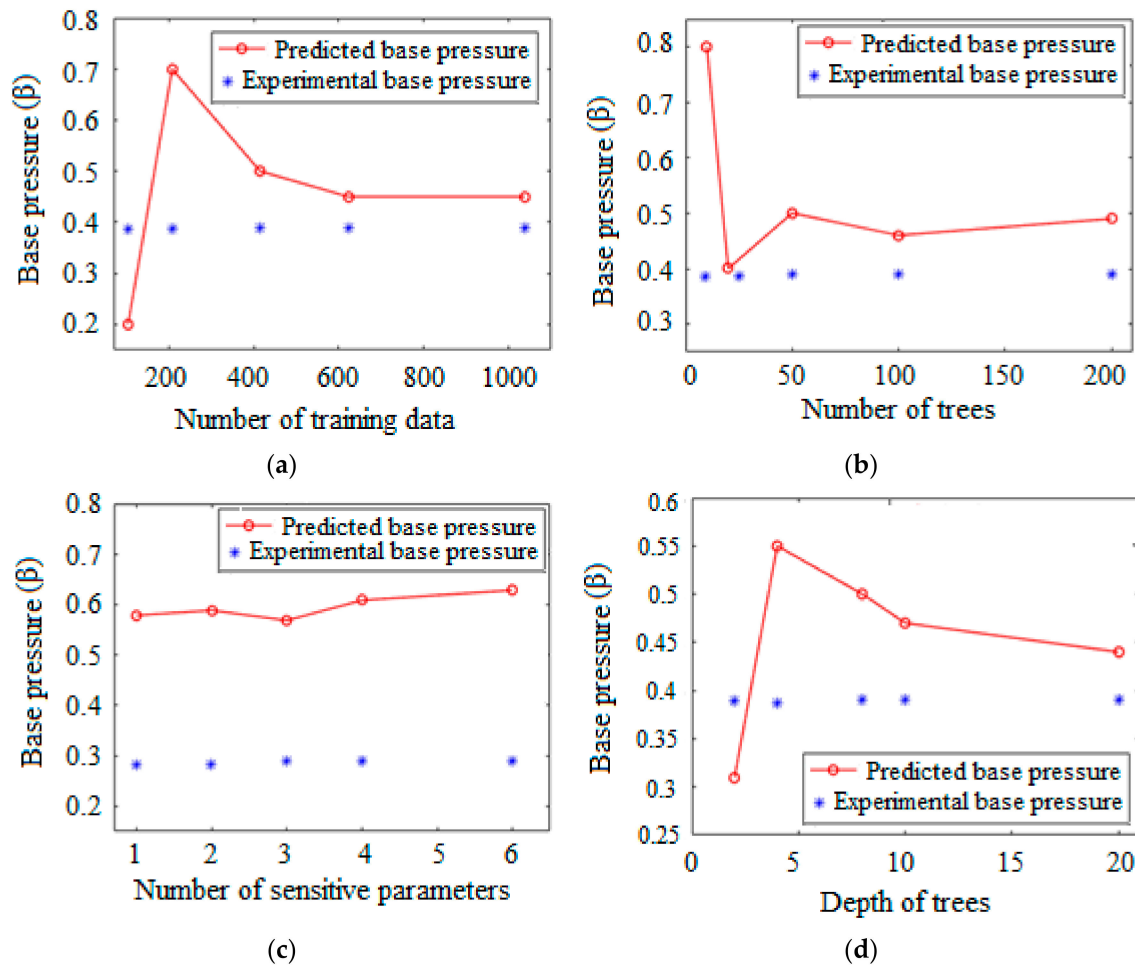 0.8
0.7
0.6
0.5
0.4
0.3
0.2
Base pressure (β)
Predicted base pressure
Experimental base pressure
200 400 600 800 1000
Number of training data
(a)
0.8
0.7
0.8
0.6
0.5
0.4
0.3
Base pressure (β)
Predicted base pressure
Experimental base pressure
0 50 100 150 200
Number of trees
(b)
0.8
0.7
0.6
0.5
0.4
0.3
0.2
Base pressure (β)
Predicted base pressure
Experimental base pressure
1 2 3 4 5 6
Number of sensitive parameters
(c)
0.6
0.55
0.5
0.45
0.4
0.35
0.3
0.25
Base pressure (β)
Predicted base pressure
Experimental base pressure
0 5 10 15 20
Depth of trees
(d)